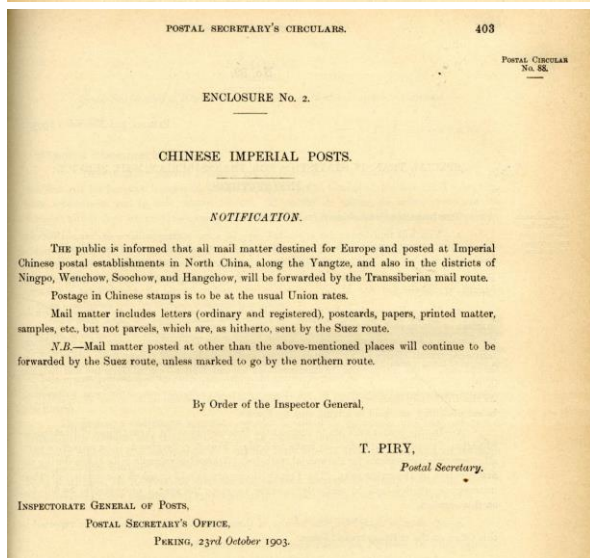 POSTAL SECRETARY'S CIRCULARS. 403
POSTAL CIRCULAR
No. 88.
ENCLOSURE No. 2.
CHINESE IMPERIAL POSTS.
NOTIFICATION.
THE public is informed that all mail matter destined for Europe and posted at Imperial
Chinese postal establishments in North China, along the Yangtze, and also in the districts of
Ningpo, Wenchow, Soochow, and Hangchow, will be forwarded by the Transsiberian mail route.
Postage in Chinese stamps is to be at the usual Union rates.
Mail matter includes letters (ordinary and registered), postcards, papers, printed matter,
samples, etc., but not parcels, which are, as hitherto, sent by the Suez route.
N.B.—Mail matter posted at other than the above-mentioned places will continue to be
forwarded by the Suez route, unless marked to go by the northern route.
By Order of the Inspector General,
T. PIRY,
Postal Secretary.
INSPECTORATE GENERAL OF POSTS,
POSTAL SECRETARY'S OFFICE,
PEKING, 23rd October 1903.